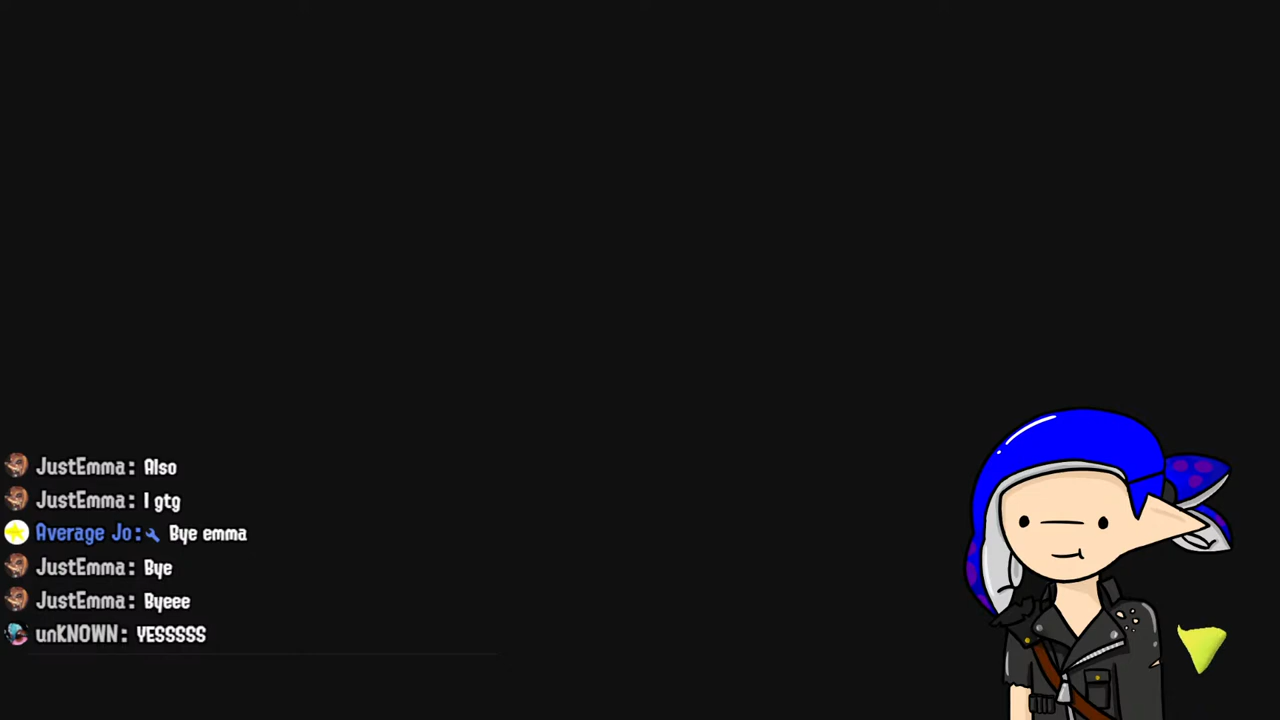 JustEmma: Also
JustEmma: I gtg
Average Jo: Bye emma
JustEmma: Bye
JustEmma: Byeee
unKNOWN: YESSSSS